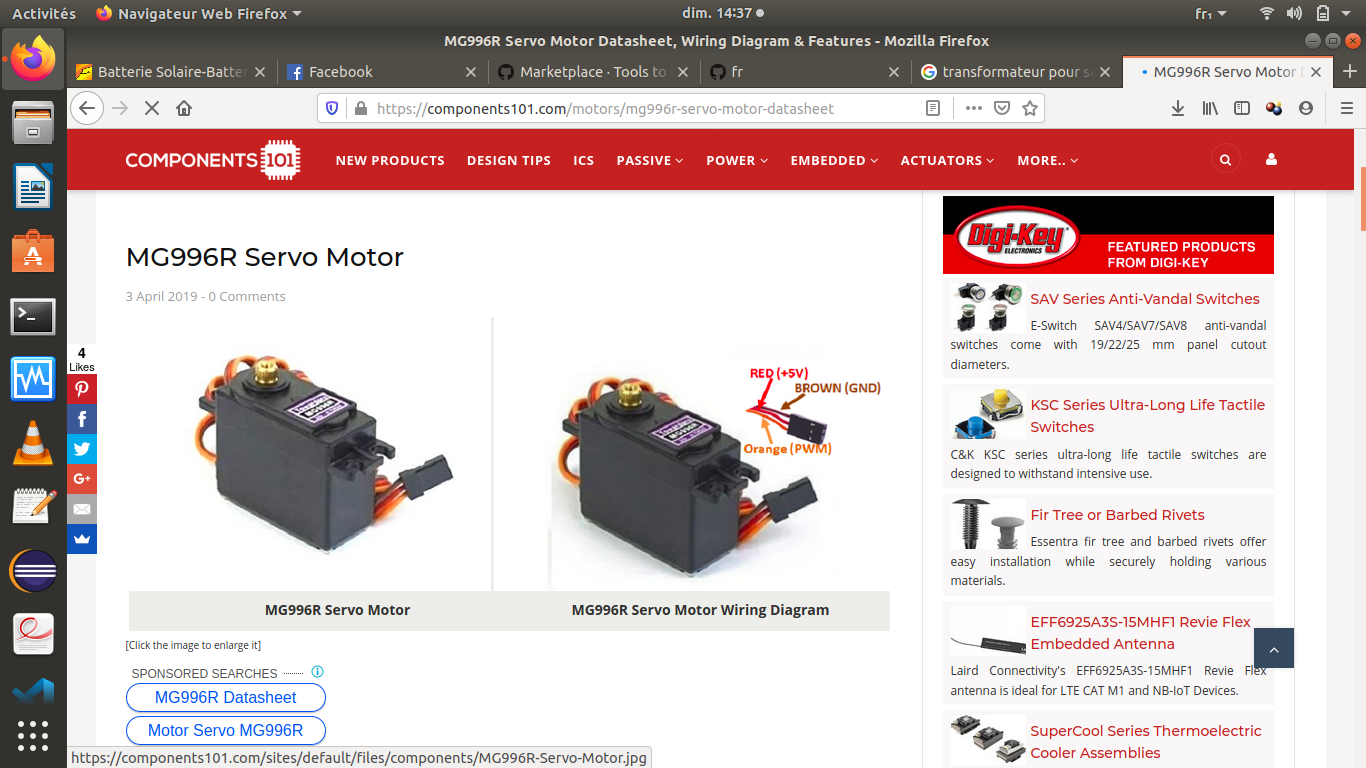 Activités
Navigateur Web Firefox
dim. 14:37
fr₁
MG996R Servo Motor Datasheet, Wiring Diagram & Features - Mozilla Firefox
Batterie Solaire-Batter
Facebook
Marketplace · Tools to
fr
transformateur pour s
MG996R Servo Motor
https://components101.com/motors/mg996r-servo-motor-datasheet
COMPONENTS 101
NEW PRODUCTS
DESIGN TIPS
ICS
PASSIVE
POWER
EMBEDDED
ACTUATORS
MORE..
MG996R Servo Motor
3 April 2019 - 0 Comments
4
Likes
RED (+5V)
BROWN (GND)
Orange (PWM)
MG996R
MG996R
MG996R Servo Motor
MG996R Servo Motor Wiring Diagram
[Click the image to enlarge it]
SPONSORED SEARCHES
MG996R Datasheet
Motor Servo MG996R
Digi-Key
ELECTRONICS
FEATURED PRODUCTS
FROM DIGI-KEY
SAV Series Anti-Vandal Switches
E-Switch SAV4/SAV7/SAV8 anti-vandal
switches come with 19/22/25 mm panel cutout
diameters.
KSC Series Ultra-Long Life Tactile
Switches
C&K KSC series ultra-long life tactile switches are
designed to withstand intensive use.
Fir Tree or Barbed Rivets
Essentra fir tree and barbed rivets offer
easy installation while securely holding various
materials.
EFF6925A3S-15MHF1 Revie Flex
Embedded Antenna
Laird Connectivity's EFF6925A3S-15MHF1 Revie Flex
antenna is ideal for LTE CAT M1 and NB-IoT Devices.
SuperCool Series Thermoelectric
Cooler Assemblies
https://components101.com/sites/default/files/components/MG996R-Servo-Motor.jpg